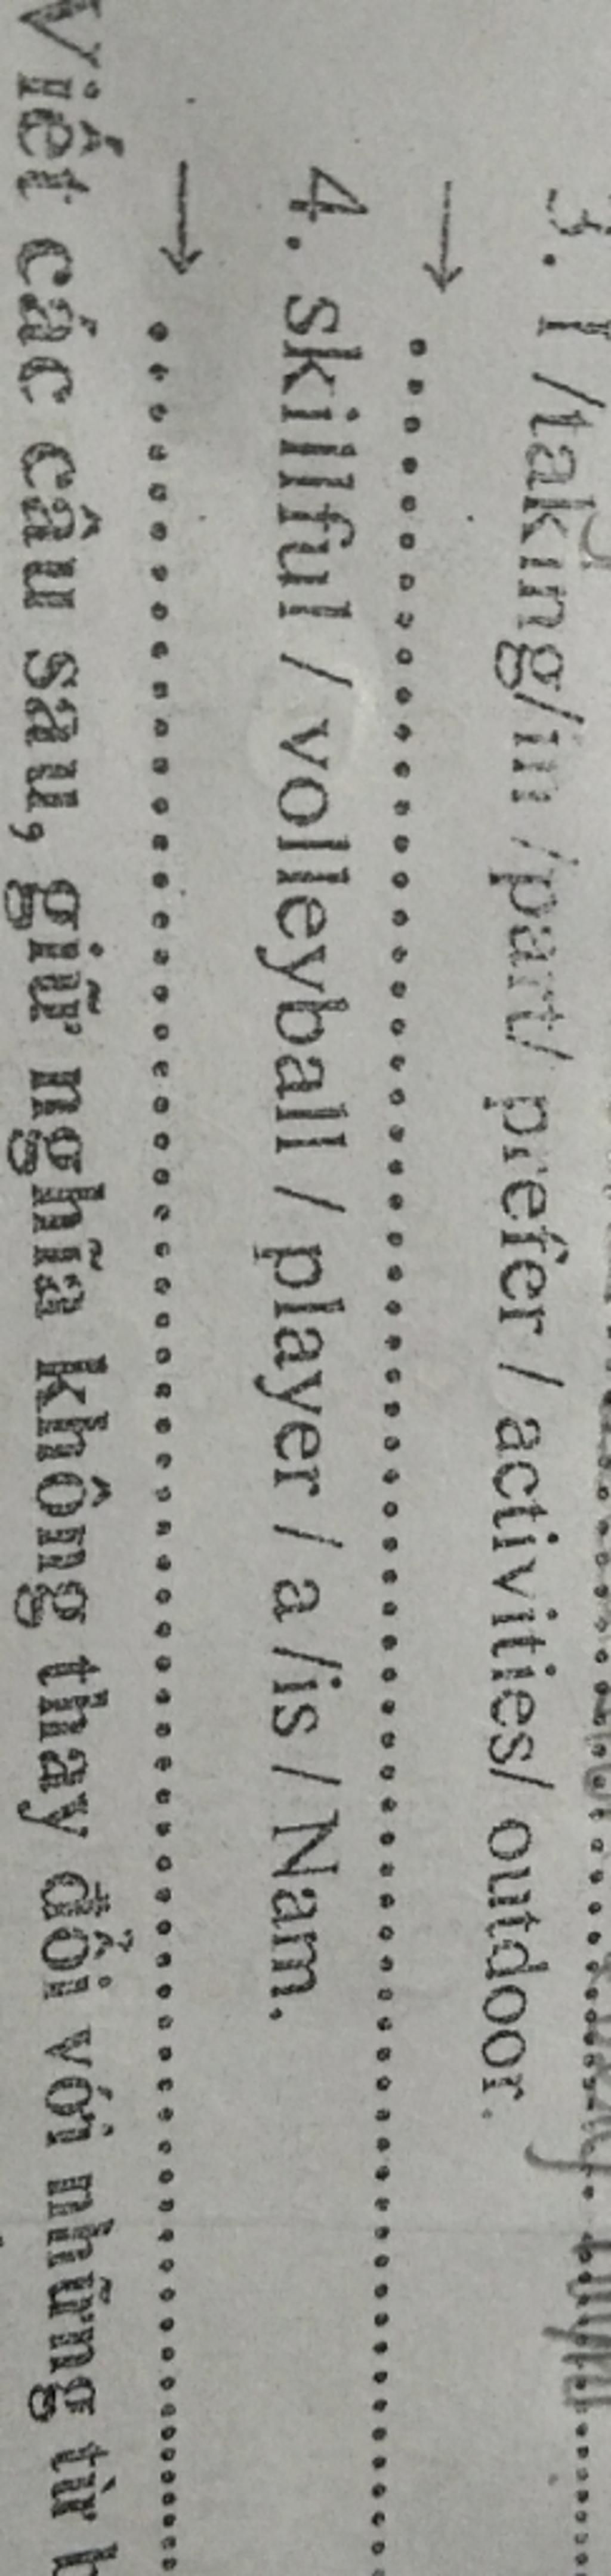 3. I /taking/in /part/ prefer / activities/ outdoor.
→ ........................................................................
4. skillful / volleyball / player / a /is / Nam.
→ ........................................................................
Viết các câu sau, giữ nghĩa không thay đổi với những từ